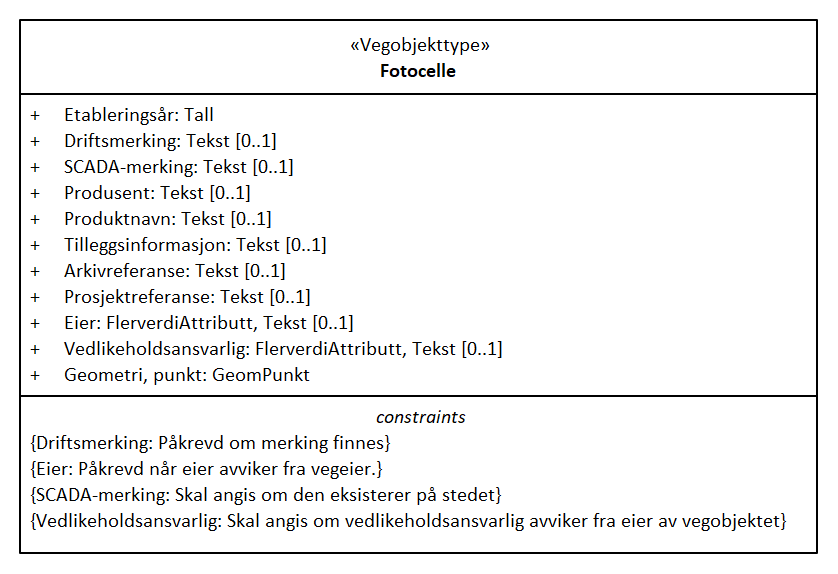 «Vegobjekttype»
Fotocelle
+ Etableringsår: Tall
+ Driftsmerking: Tekst [0..1]
+ SCADA-merking: Tekst [0..1]
+ Produsent: Tekst [0..1]
+ Produktnavn: Tekst [0..1]
+ Tilleggsinformasjon: Tekst [0..1]
+ Arkivreferanse: Tekst [0..1]
+ Prosjektreferanse: Tekst [0..1]
+ Eier: FlerverdiAttributt, Tekst [0..1]
+ Vedlikeholdsansvarlig: FlerverdiAttributt, Tekst [0..1]
+ Geometri, punkt: GeomPunkt
constraints
{Driftsmerking: Påkrevd om merking finnes}
{Eier: Påkrevd når eier avviker fra vegeier.}
{SCADA-merking: Skal angis om den eksisterer på stedet}
{Vedlikeholdsansvarlig: Skal angis om vedlikeholdsansvarlig avviker fra eier av vegobjektet}